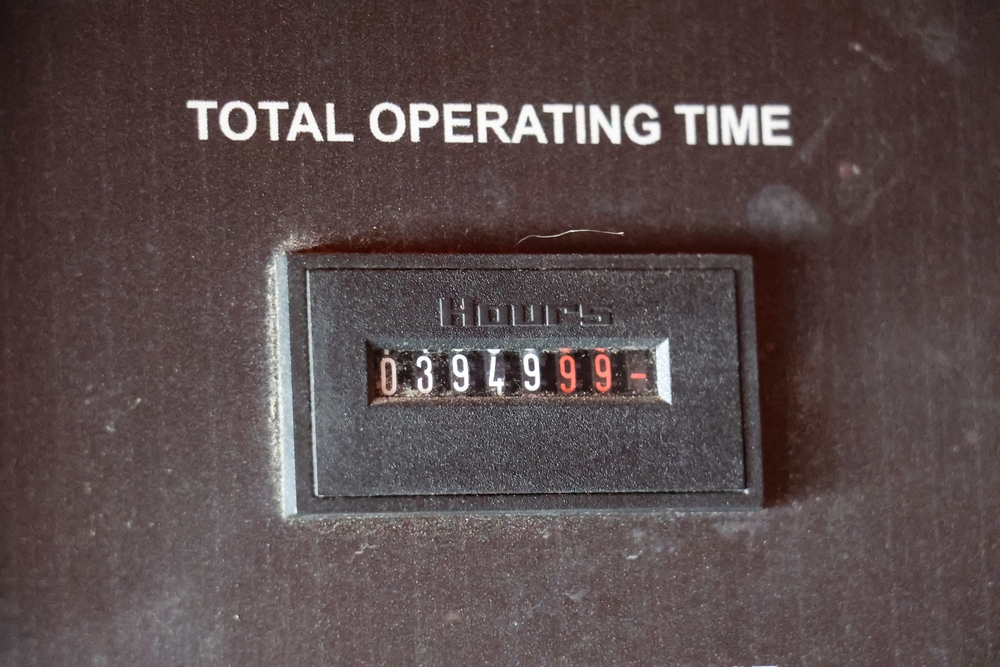 TOTAL OPERATING TIME
Hours
0394999-